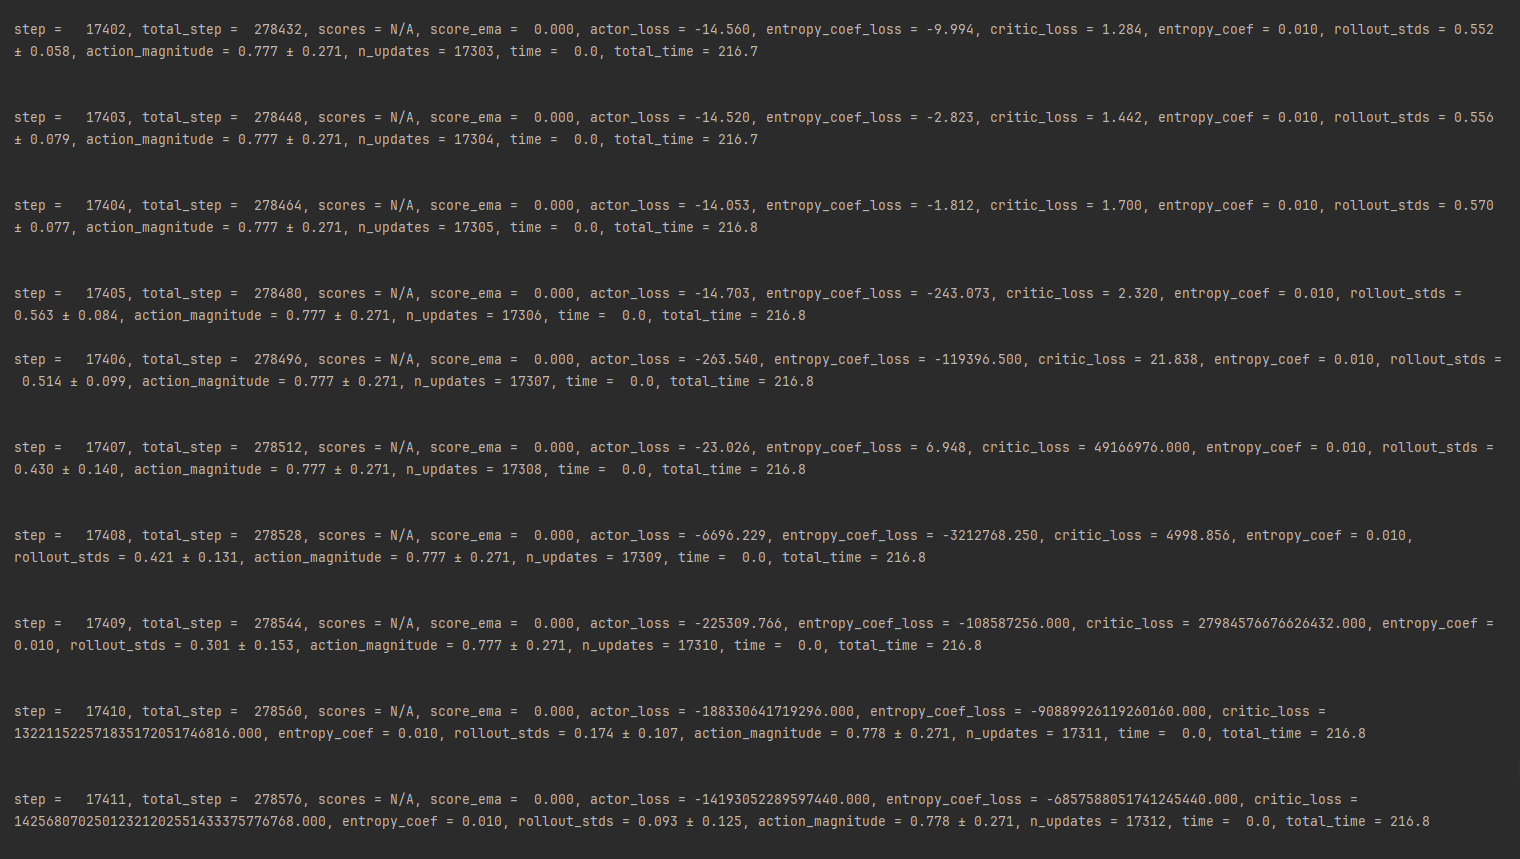 step =   17402, total_step =  278432, scores = N/A, score_ema =  0.000, actor_loss = -14.560, entropy_coef_loss = -9.994, critic_loss = 1.284, entropy_coef = 0.010, rollout_stds = 0.552
± 0.058, action_magnitude = 0.777 ± 0.271, n_updates = 17303, time =  0.0, total_time = 216.7
step =   17403, total_step =  278448, scores = N/A, score_ema =  0.000, actor_loss = -14.520, entropy_coef_loss = -2.823, critic_loss = 1.442, entropy_coef = 0.010, rollout_stds = 0.556
± 0.079, action_magnitude = 0.777 ± 0.271, n_updates = 17304, time =  0.0, total_time = 216.7
step =   17404, total_step =  278464, scores = N/A, score_ema =  0.000, actor_loss = -14.053, entropy_coef_loss = -1.812, critic_loss = 1.700, entropy_coef = 0.010, rollout_stds = 0.570
± 0.077, action_magnitude = 0.777 ± 0.271, n_updates = 17305, time =  0.0, total_time = 216.8
step =   17405, total_step =  278480, scores = N/A, score_ema =  0.000, actor_loss = -14.703, entropy_coef_loss = -243.073, critic_loss = 2.320, entropy_coef = 0.010, rollout_stds =
0.563 ± 0.084, action_magnitude = 0.777 ± 0.271, n_updates = 17306, time =  0.0, total_time = 216.8
step =   17406, total_step =  278496, scores = N/A, score_ema =  0.000, actor_loss = -263.540, entropy_coef_loss = -119396.500, critic_loss = 21.838, entropy_coef = 0.010, rollout_stds =
0.514 ± 0.099, action_magnitude = 0.777 ± 0.271, n_updates = 17307, time =  0.0, total_time = 216.8
step =   17407, total_step =  278512, scores = N/A, score_ema =  0.000, actor_loss = -23.026, entropy_coef_loss = 6.948, critic_loss = 49166976.000, entropy_coef = 0.010, rollout_stds =
0.430 ± 0.140, action_magnitude = 0.777 ± 0.271, n_updates = 17308, time =  0.0, total_time = 216.8
step =   17408, total_step =  278528, scores = N/A, score_ema =  0.000, actor_loss = -6696.229, entropy_coef_loss = -3212768.250, critic_loss = 4998.856, entropy_coef = 0.010,
rollout_stds = 0.421 ± 0.131, action_magnitude = 0.777 ± 0.271, n_updates = 17309, time =  0.0, total_time = 216.8
step =   17409, total_step =  278544, scores = N/A, score_ema =  0.000, actor_loss = -225309.766, entropy_coef_loss = -108587256.000, critic_loss = 27984576676626432.000, entropy_coef =
0.010, rollout_stds = 0.301 ± 0.153, action_magnitude = 0.777 ± 0.271, n_updates = 17310, time =  0.0, total_time = 216.8
step =   17410, total_step =  278560, scores = N/A, score_ema =  0.000, actor_loss = -188330641719296.000, entropy_coef_loss = -90889926119260160.000, critic_loss =
132211522571835172051746816.000, entropy_coef = 0.010, rollout_stds = 0.174 ± 0.107, action_magnitude = 0.778 ± 0.271, n_updates = 17311, time =  0.0, total_time = 216.8
step =   17411, total_step =  278576, scores = N/A, score_ema =  0.000, actor_loss = -14193052289597440.000, entropy_coef_loss = -6857588051741245440.000, critic_loss =
1425680702501232120255143337577​6768.000, entropy_coef = 0.010, rollout_stds = 0.093 ± 0.125, action_magnitude = 0.778 ± 0.271, n_updates = 17312, time =  0.0, total_time = 216.8